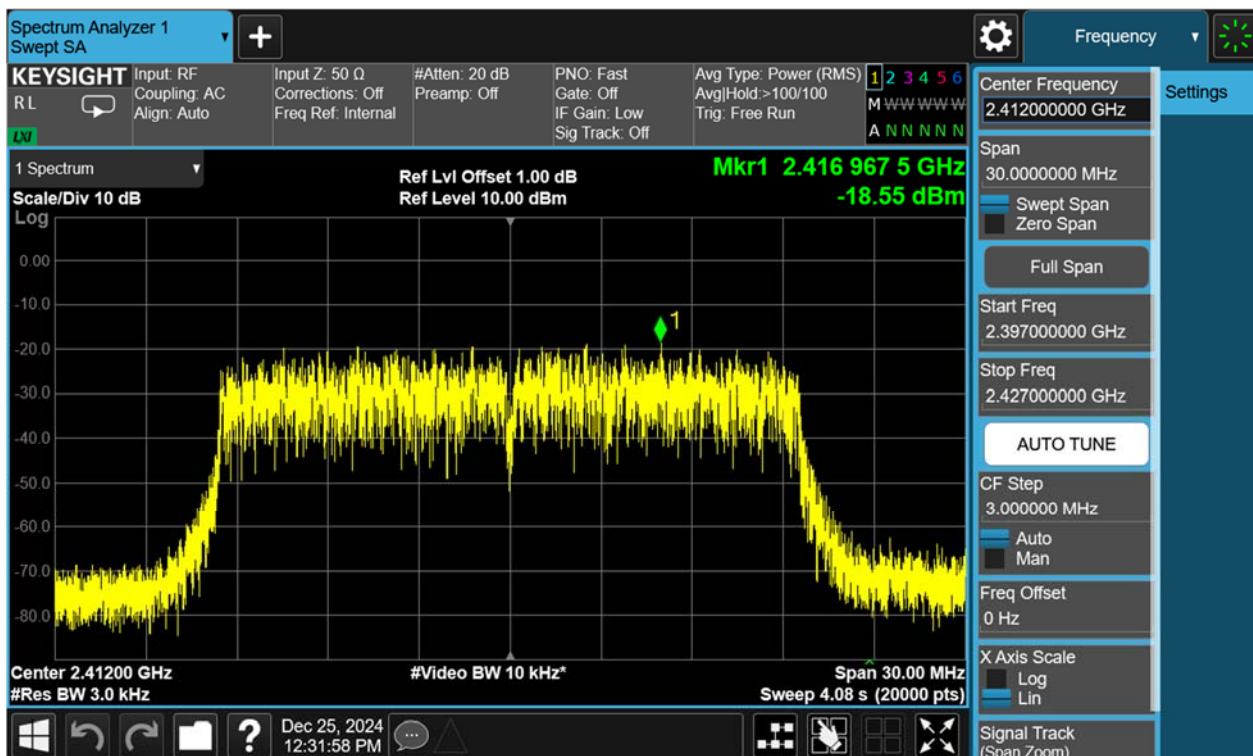 Spectrum Analyzer 1
Swept SA
Frequency
KEYSIGHT
R L
LXI
Input: RF
Coupling: AC
Align: Auto
Input Z: 50 Ω
Corrections: Off
Freq Ref: Internal
#Atten: 20 dB
Preamp: Off
PNO: Fast
Gate: Off
IF Gain: Low
Sig Track: Off
Avg Type: Power (RMS)
Avg|Hold:>100/100
Trig: Free Run
1 2 3 4 5 6
M W W W W W
A N N N N N
1 Spectrum
Scale/Div 10 dB
Ref Lvl Offset 1.00 dB
Ref Level 10.00 dBm
Mkr1 2.416 967 5 GHz
-18.55 dBm
Log
0.00
-10.0
-20.0
-30.0
-40.0
-50.0
-60.0
-70.0
-80.0
1
Center 2.41200 GHz
#Res BW 3.0 kHz
#Video BW 10 kHz*
Span 30.00 MHz
Sweep 4.08 s (20000 pts)
Dec 25, 2024
12:31:58 PM
Center Frequency
2.412000000 GHz
Settings
Span
30.0000000 MHz
Swept Span
Zero Span
Full Span
Start Freq
2.397000000 GHz
Stop Freq
2.427000000 GHz
AUTO TUNE
CF Step
3.000000 MHz
Auto
Man
Freq Offset
0 Hz
X Axis Scale
Log
Lin
Signal Track
(Span Zoom)